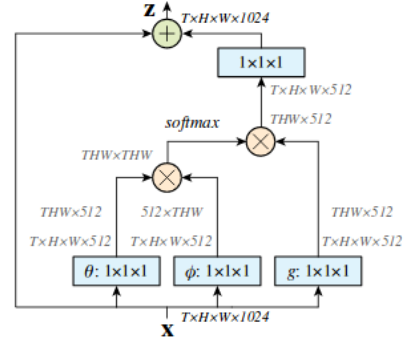 z T×H×W×1024
+
1×1×1
T×H×W×512
THW×512
softmax
×
THW×THW
×
THW×512 512×THW THW×512
T×H×W×512 T×H×W×512 T×H×W×512
θ: 1×1×1 ϕ: 1×1×1 g: 1×1×1
T×H×W×1024
x